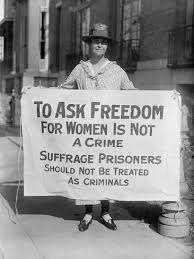 TO ASK FREEDOM
FOR WOMEN IS NOT
A CRIME
SUFFRAGE PRISONERS
SHOULD NOT BE TREATED
AS CRIMINALS